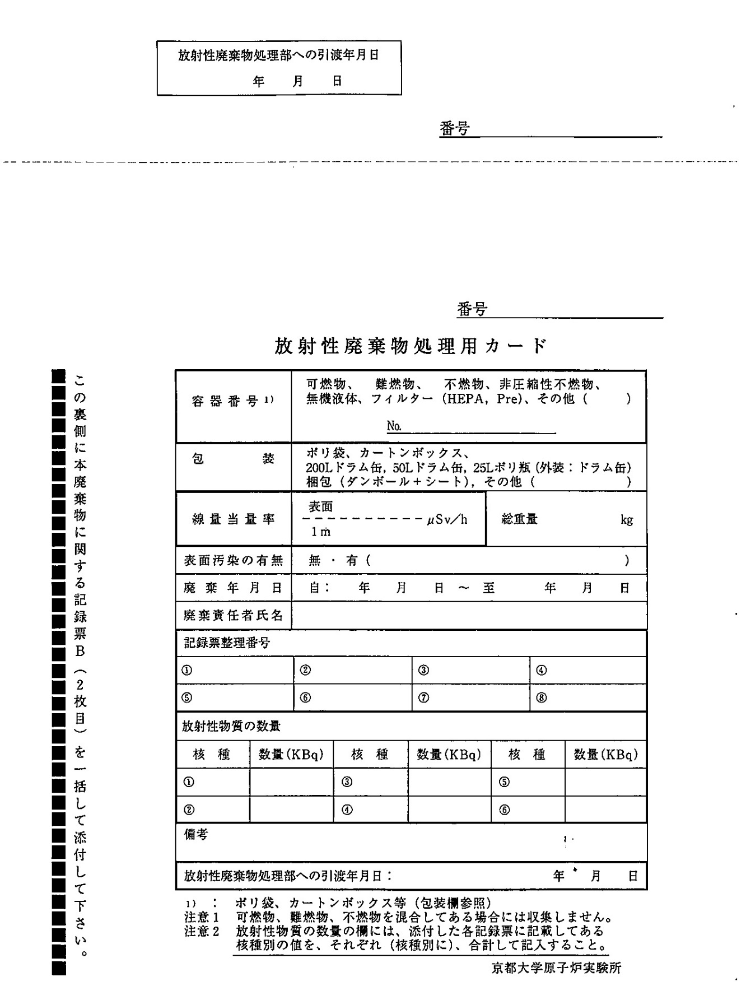 放射性廃棄物処理部への引渡年月日
年 月 日
番号
番号
放射性廃棄物処理用カード
容器番号1)
可燃物、 難燃物、 不燃物、非圧縮性不燃物、
無機液体、フィルター(HEPA, Pre)、その他( )
No.
包装
ポリ袋、カートンボックス、
200Lドラム缶, 50Lドラム缶, 25Lポリ瓶(外装：ドラム缶)
梱包(ダンボール+シート), その他( )
線量当量率
表面
μSv/h
1m
総重量 kg
表面汚染の有無 無・有( )
廃棄年月日 自： 年 月 日 ～ 至 年 月 日
廃棄責任者氏名
記録票整理番号
① ② ③ ④
⑤ ⑥ ⑦ ⑧
放射性物質の数量
核種 数量(KBq) 核種 数量(KBq) 核種 数量(KBq)
① ③ ⑤
② ④ ⑥
備考
放射性廃棄物処理部への引渡年月日： 年 月 日
1) ： ポリ袋、カートンボックス等(包装欄参照)
注意1 可燃物、難燃物、不燃物を混合してある場合には収集しません。
注意2 放射性物質の数量の欄には、添付した各記録票に記載してある
核種別の値を、それぞれ(核種別に)、合計して記入すること。
京都大学原子炉実験所
この裏側に本廃棄物に関する記録票B(2枚目)を一括して添付して下さい。